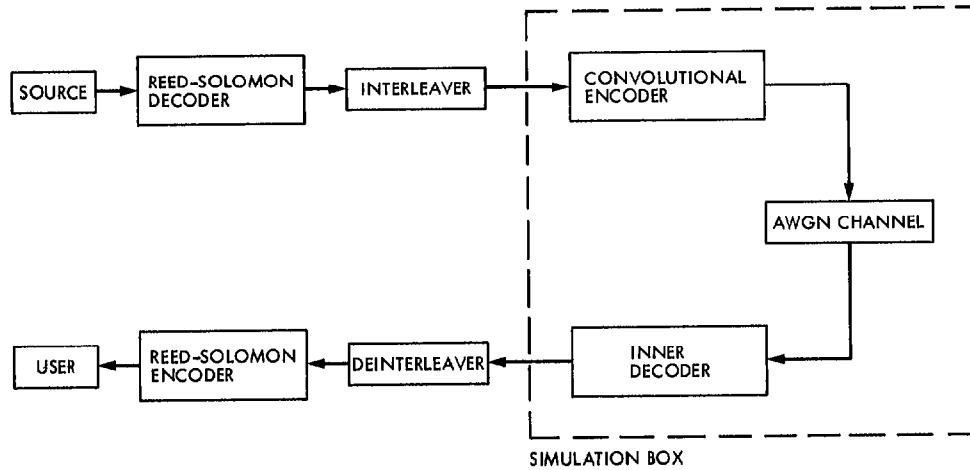 SOURCE
REED-SOLOMON
DECODER
INTERLEAVER
CONVOLUTIONAL
ENCODER
AWGN CHANNEL
INNER
DECODER
DEINTERLEAVER
REED-SOLOMON
ENCODER
USER
SIMULATION BOX